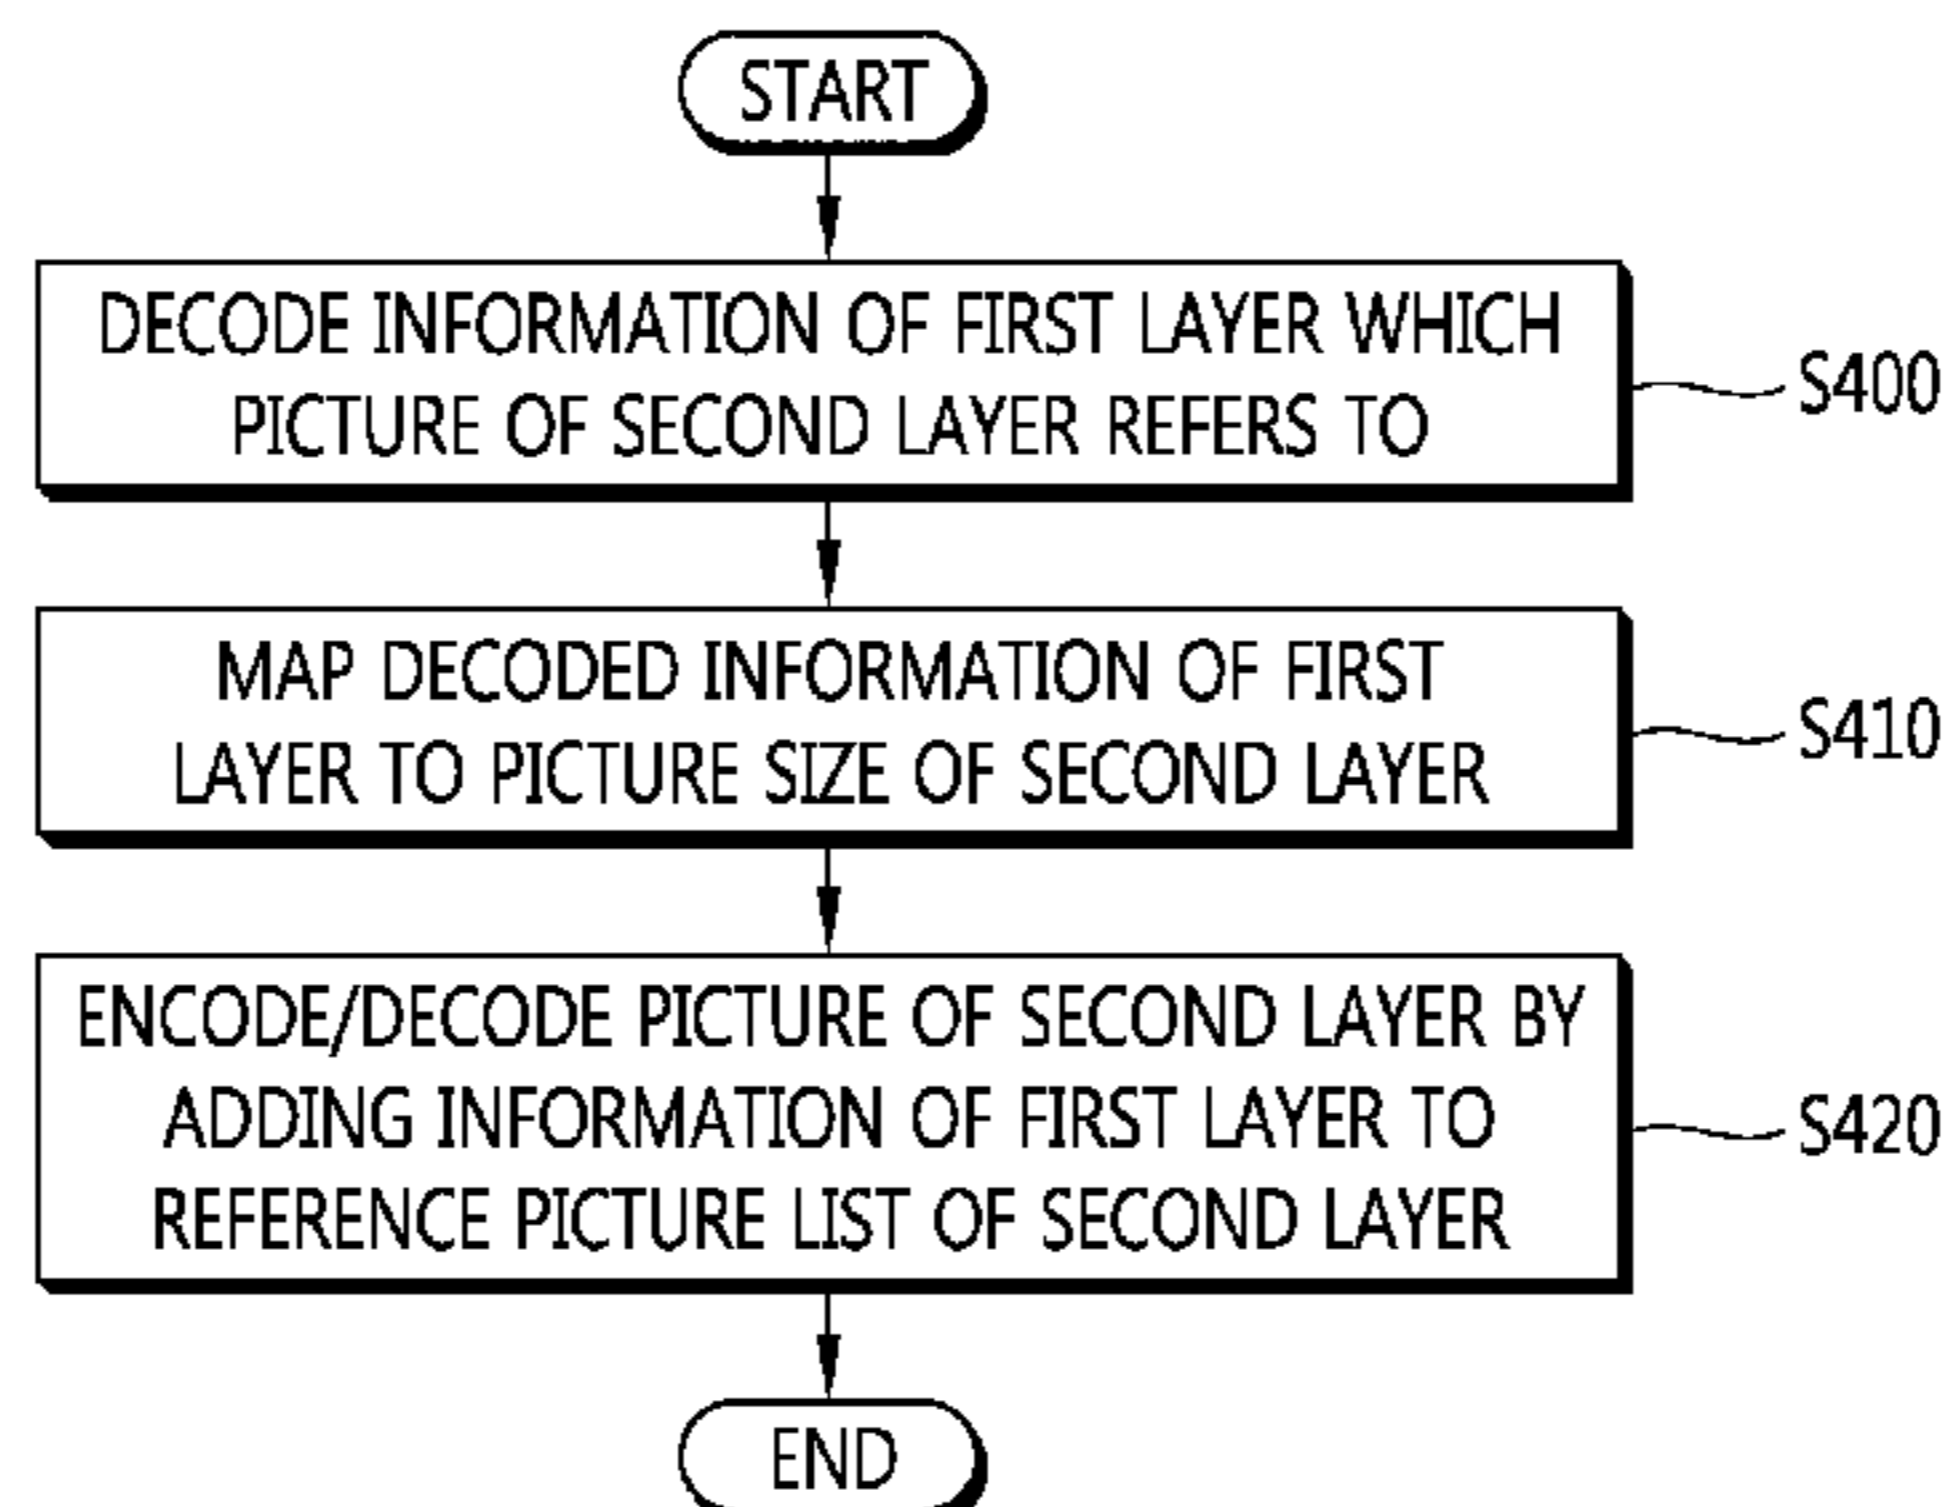 START
DECODE INFORMATION OF FIRST LAYER WHICH
PICTURE OF SECOND LAYER REFERS TO
S400
MAP DECODED INFORMATION OF FIRST
LAYER TO PICTURE SIZE OF SECOND LAYER
S410
ENCODE/DECODE PICTURE OF SECOND LAYER BY
ADDING INFORMATION OF FIRST LAYER TO
REFERENCE PICTURE LIST OF SECOND LAYER
S420
END